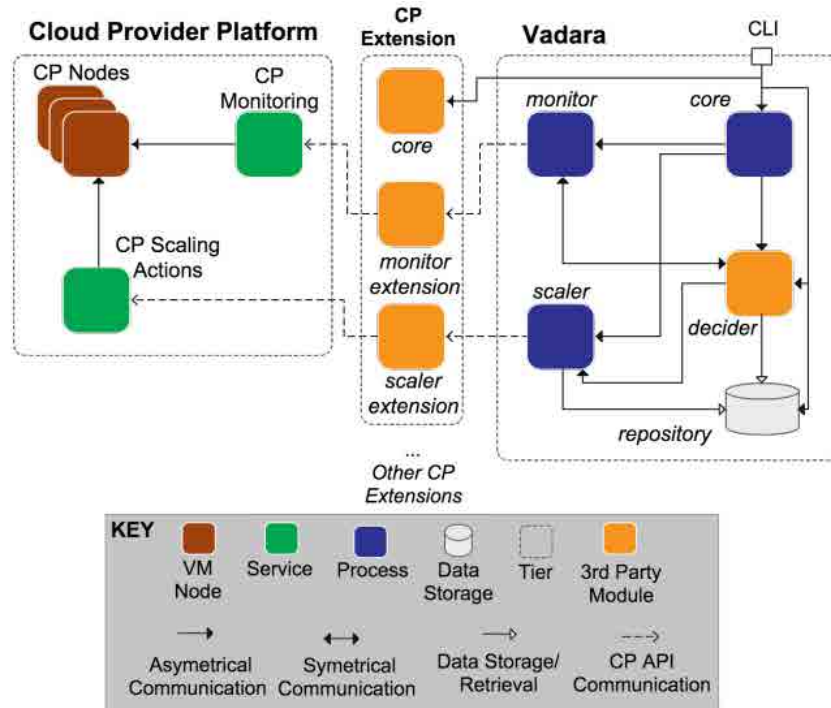 Cloud Provider Platform
CP
Extension
Vadara
CLI
CP Nodes
CP
Monitoring
core
monitor
core
CP Scaling
Actions
monitor
extension
scaler
decider
scaler
extension
repository
...
Other CP
Extensions
KEY
VM
Node
Service
Process
Data
Storage
Tier
3rd Party
Module
Asymetrical
Communication
Symetrical
Communication
Data Storage/
Retrieval
CP API
Communication